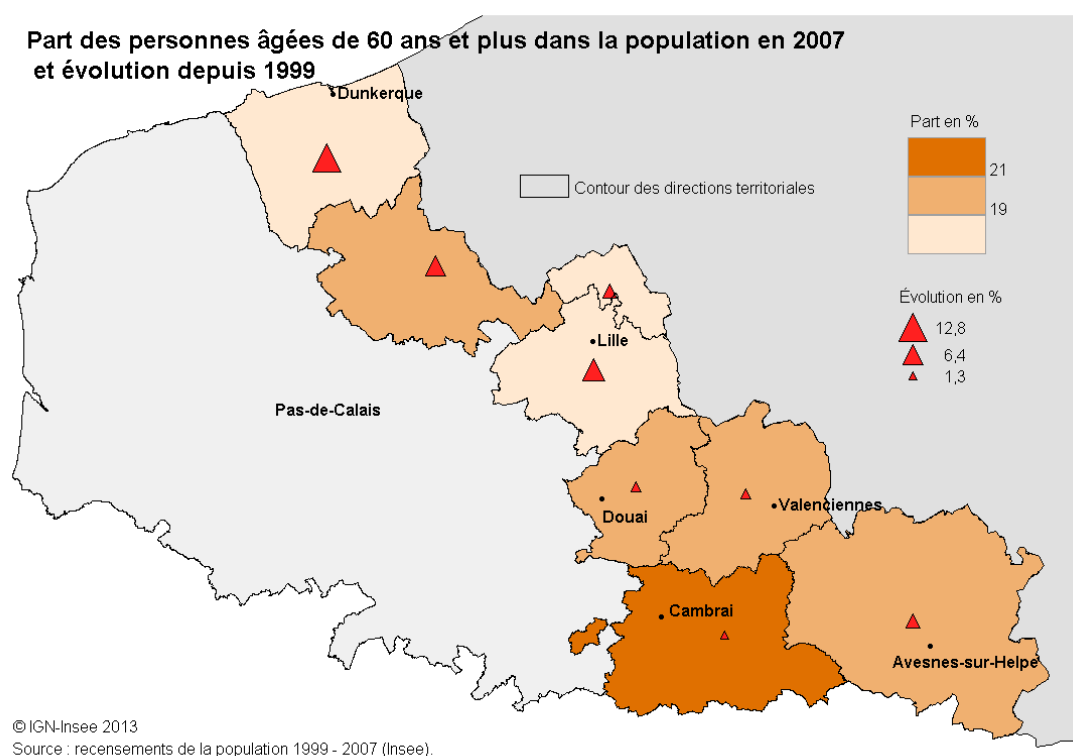 Part des personnes âgées de 60 ans et plus dans la population en 2007
et évolution depuis 1999
Dunkerque
Part en %
21
Contour des directions territoriales
19
Évolution en %
12,8
Lille
6,4
1,3
Pas-de-Calais
Valenciennes
Douai
Cambrai
Avesnes-sur-Helpe
© IGN-Insee 2013
Source : recensements de la population 1999 - 2007 (Insee).